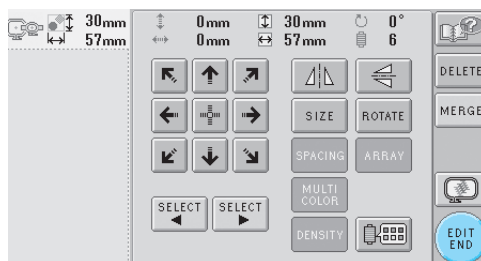 30mm 0mm 30mm 0°
57mm 0mm 57mm 6
DELETE
SIZE ROTATE MERGE
SPACING ARRAY
MULTI
COLOR
SELECT SELECT
DENSITY
EDIT
END